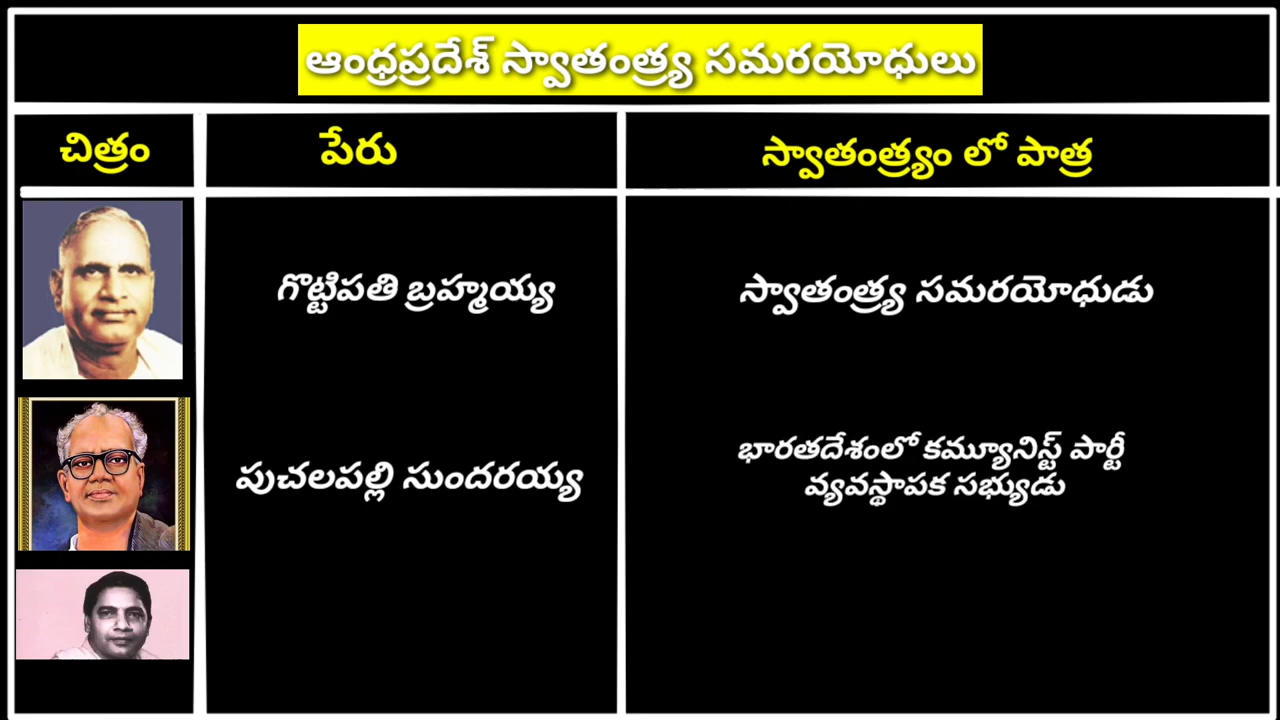 ఆంధ్రప్రదేశ్ స్వాతంత్ర్య సమరయోధులు
చిత్రం పేరు స్వాతంత్ర్యం లో పాత్ర
గొట్టిపతి బ్రహ్మయ్య స్వాతంత్ర్య సమరయోధుడు
పుచలపల్లి సుందరయ్య భారతదేశంలో కమ్యూనిస్ట్ పార్టీ
వ్యవస్థాపక సభ్యుడు